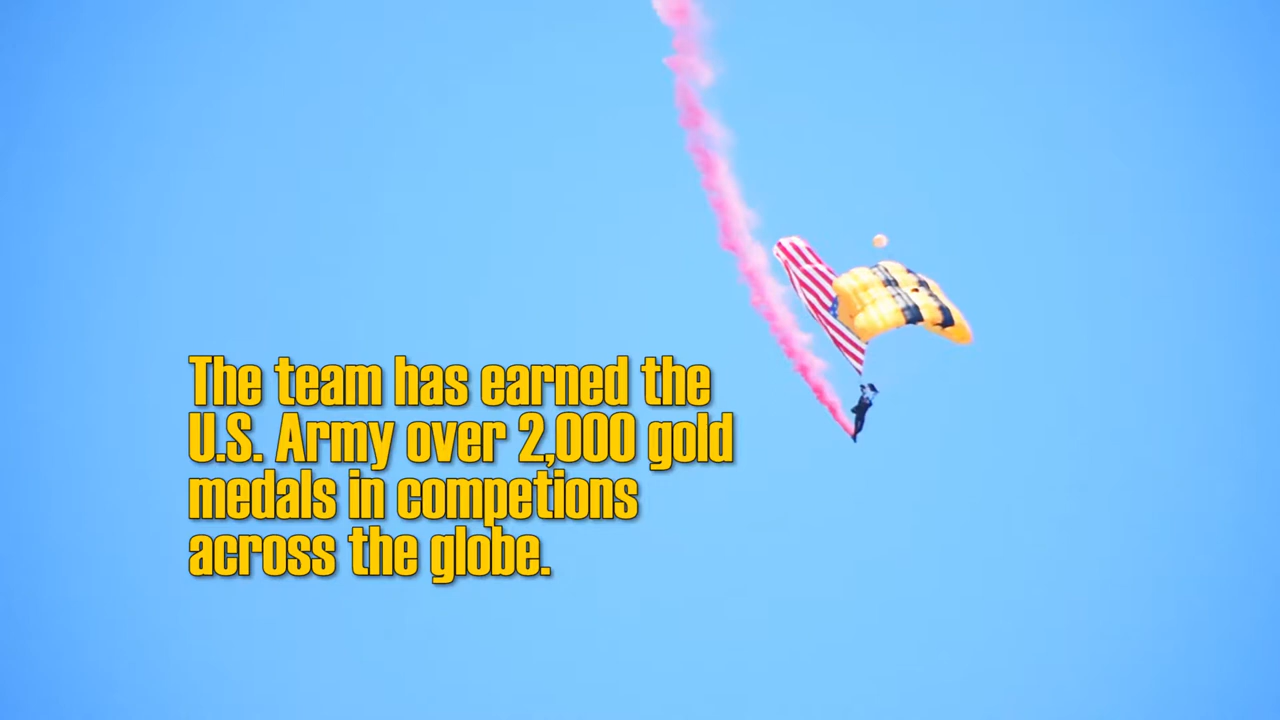 The team has earned the
U.S. Army over 2,000 gold
medals in competions
across the globe.